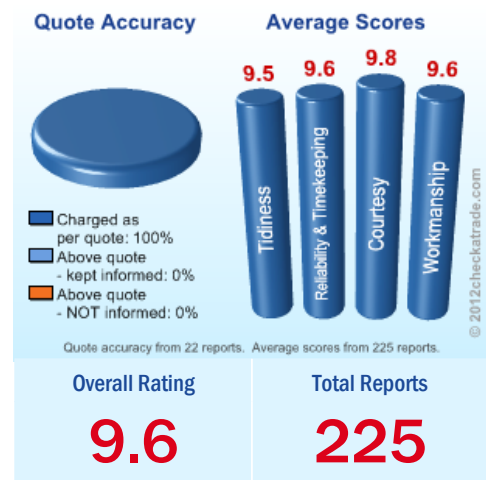 Quote Accuracy
Average Scores
9.5
9.6
9.8
9.6
Tidiness
Reliability & Timekeeping
Courtesy
Workmanship
Charged as
per quote: 100%
Above quote
- kept informed: 0%
Above quote
- NOT informed: 0%
© 2012checkatrade.com
Quote accuracy from 22 reports. Average scores from 225 reports.
Overall Rating
9.6
Total Reports
225